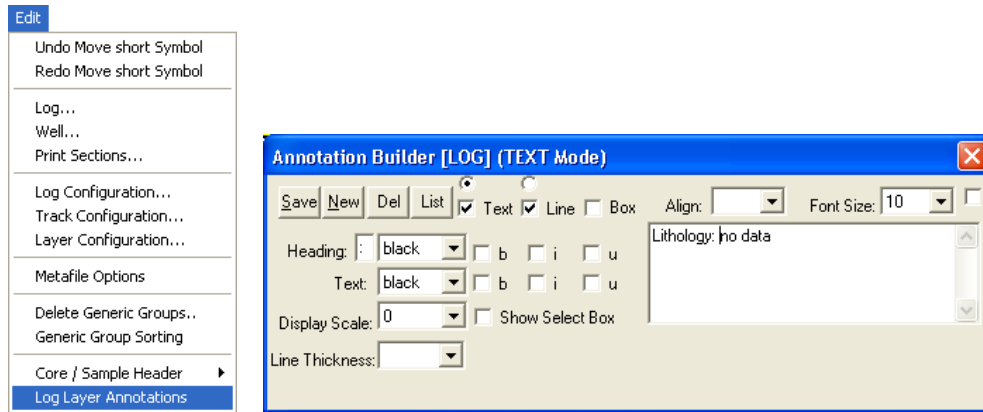 Edit
Undo Move short Symbol
Redo Move short Symbol
Log...
Well...
Print Sections...
Log Configuration...
Track Configuration...
Layer Configuration...
Metafile Options
Delete Generic Groups..
Generic Group Sorting
Core / Sample Header
Log Layer Annotations
Annotation Builder [LOG] (TEXT Mode)
Save New Del List Text Line Box Align: Font Size: 10
Heading: : black b i u
Text: black b i u
Display Scale: 0 Show Select Box
Line Thickness:
Lithology: no data